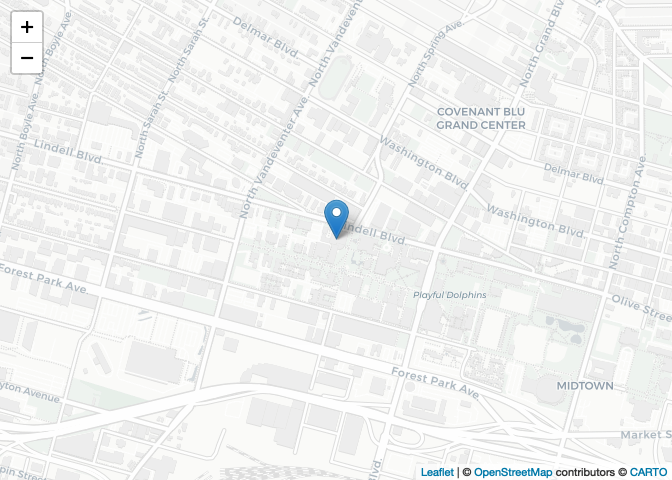 +
−
North Boyle Ave.
North Sarah St.
Delmar Blvd.
North Vandeventer
North Spring Ave.
North Grand Blvd.
COVENANT BLU
GRAND CENTER
North Boyle Ave.
North Sarah St.
Lindell Blvd
North Vandeventer Ave.
Washington Blvd.
Delmar Blvd.
Washington Blvd.
North Compton Ave.
ndell Blvd
Forest Park Ave.
Playful Dolphins
Olive Stree
yton Avenue
Forest Park Ave.
MIDTOWN
Market S
pin Street
Blvd.
Leaflet | © OpenStreetMap contributors © CARTO